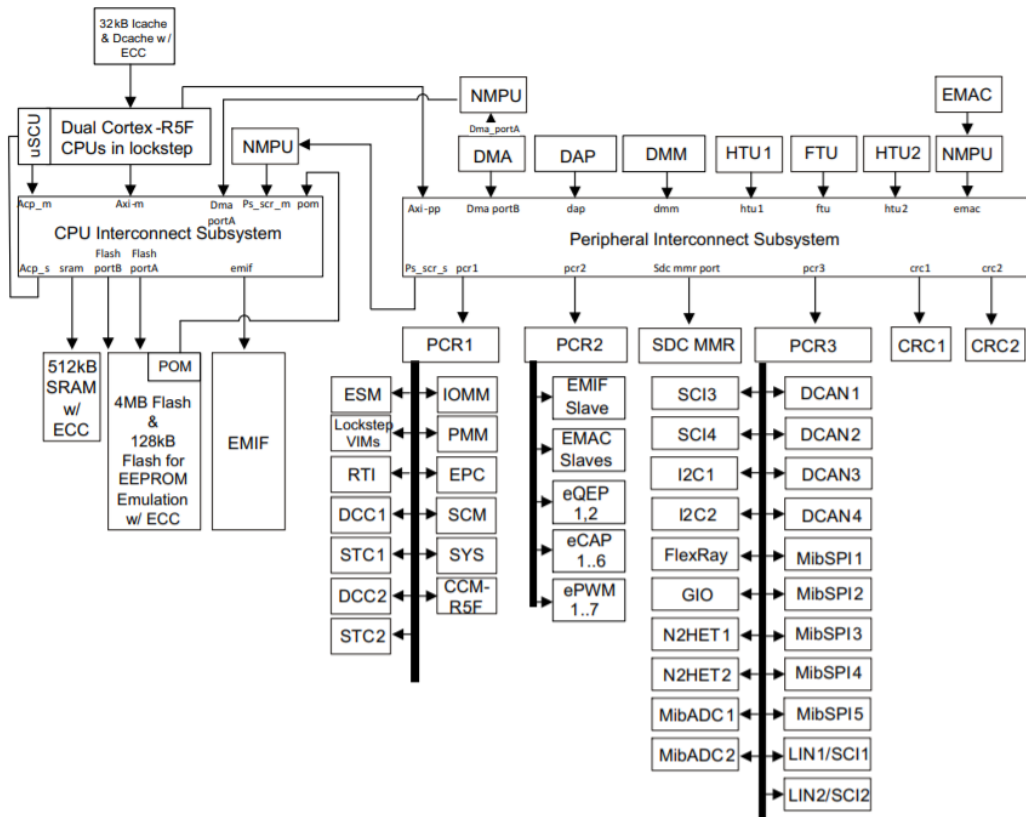 32kB Icache
& Dcache w/
ECC
uSCU
Dual Cortex -R5F
CPUs in lockstep
NMPU
NMPU
Dma_portA
EMAC
DMA
DAP
DMM
HTU1
FTU
HTU2
NMPU
Acp_m
Axi-m
Dma
portA
Ps_scr_m
pom
CPU Interconnect Subsystem
Acp_s
sram
Flash
portB
Flash
portA
emif
Axi-pp
Dma portB
dap
dmm
htu1
ftu
htu2
emac
Peripheral Interconnect Subsystem
Ps_scr_s
pcr1
pcr2
Sdc mmr port
pcr3
crc1
crc2
512kB
SRAM
w/
ECC
POM
4MB Flash
&
128kB
Flash for
EEPROM
Emulation
w/ ECC
EMIF
PCR1
PCR2
SDC MMR
PCR3
CRC1
CRC2
ESM
IOMM
Lockstep
VIMs
PMM
RTI
EPC
DCC1
SCM
STC1
SYS
DCC2
CCM-
R5F
STC2
EMIF
Slave
EMAC
Slaves
eQEP
1,2
eCAP
1..6
ePWM
1..7
SCI3
DCAN1
SCI4
DCAN2
I2C1
DCAN3
I2C2
DCAN4
FlexRay
MibSPI1
GIO
MibSPI2
N2HET1
MibSPI3
N2HET2
MibSPI4
MibADC1
MibSPI5
MibADC2
LIN1/SCI1
LIN2/SCI2